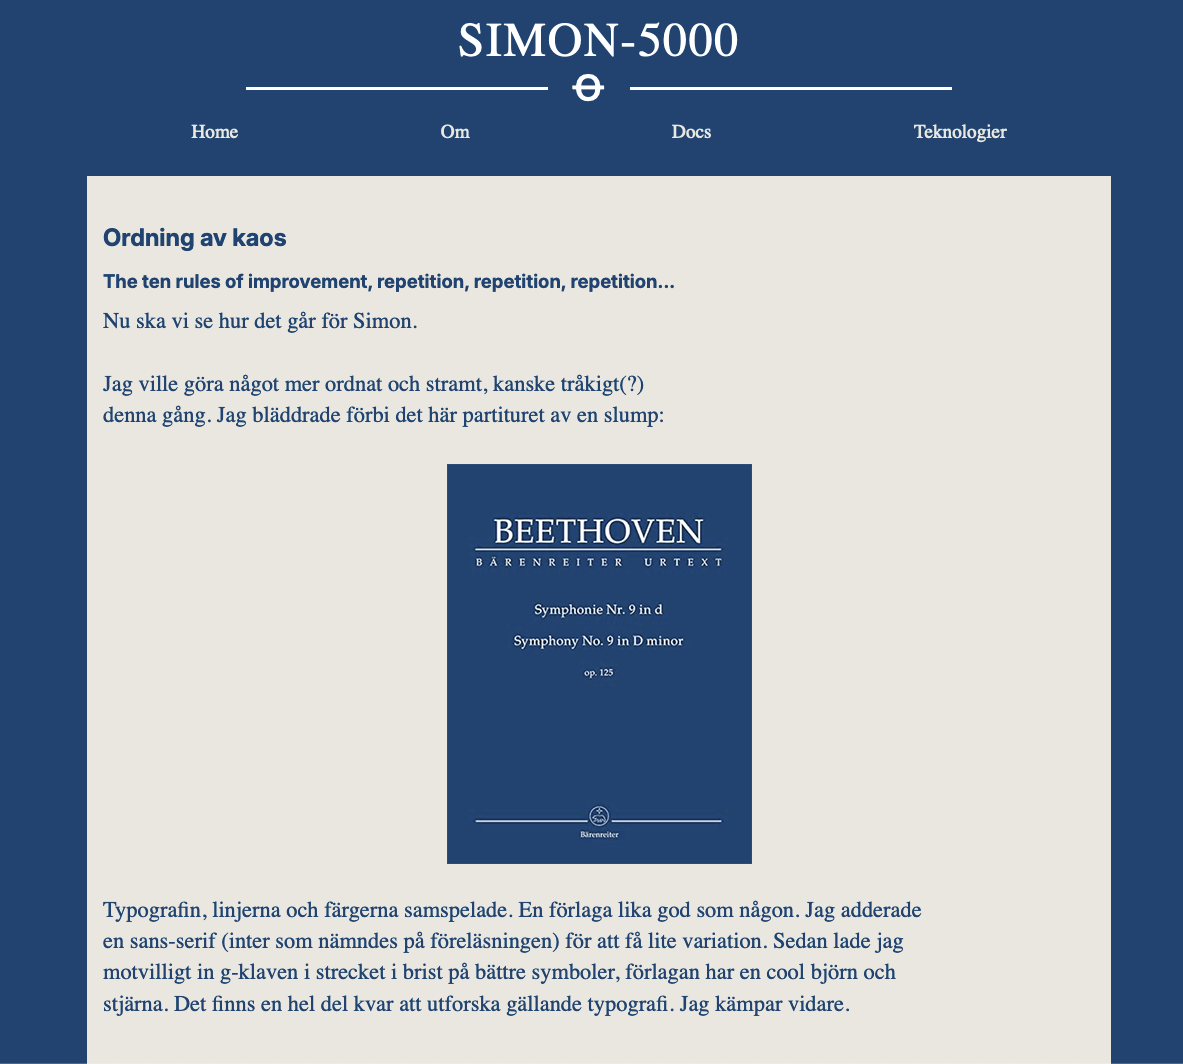 SIMON-5000
Home Om Docs Teknologier
Ordning av kaos
The ten rules of improvement, repetition, repetition, repetition...
Nu ska vi se hur det går för Simon.
Jag ville göra något mer ordnat och stramt, kanske tråkigt(?)
denna gång. Jag bläddrade förbi det här partituret av en slump:
BEETHOVEN
BÄRENREITER URTEXT
Symphonie Nr. 9 in d
Symphony No. 9 in D minor
op. 125
Bärenreiter
Typografin, linjerna och färgerna samspelade. En förlaga lika god som någon. Jag adderade
en sans-serif (inter som nämndes på föreläsningen) för att få lite variation. Sedan lade jag
motvilligt in g-klaven i strecket i brist på bättre symboler, förlagan har en cool björn och
stjärna. Det finns en hel del kvar att utforska gällande typografi. Jag kämpar vidare.